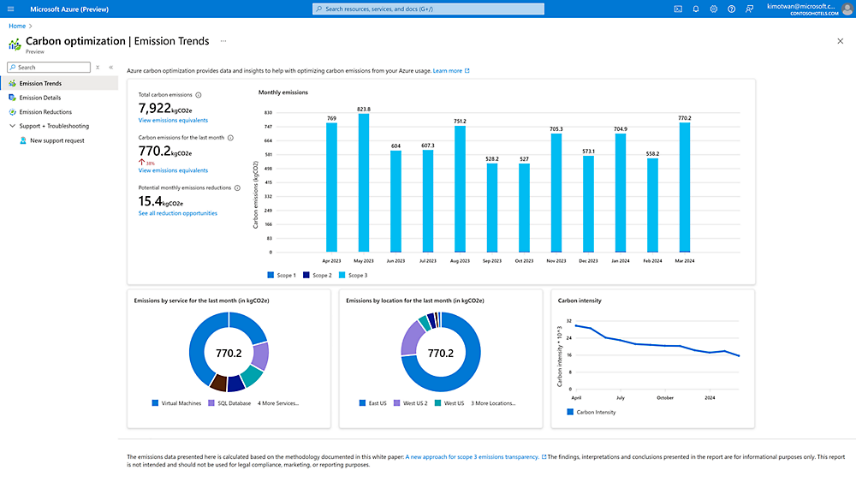 Microsoft Azure (Preview)
Search resources, services, and docs (G+/)
kimotwan@microsoft.c...
CONTOSOHOTELS.COM
Home
Carbon optimization | Emission Trends ...
Preview
Search
Emission Trends
Emission Details
Emission Reductions
Support + Troubleshooting
New support request
Azure carbon optimization provides data and insights to help with optimizing carbon emissions from your Azure usage. Learn more
Total carbon emissions
7,922kgCO2e
View emissions equivalents
Carbon emissions for the last month
770.2kgCO2e
View emissions equivalents
Potential monthly emissions reductions
15.4kgCO2e
See all reduction opportunities
Monthly emissions
Carbon emissions (kgCO2e)
830
743
664
581
498
415
332
249
166
83
0
769
823.8
604
607.3
751.2
528.2
527
705.3
573.1
704.9
558.2
770.2
Apr 2023
May 2023
Jun 2023
Jul 2023
Aug 2023
Sep 2023
Oct 2023
Nov 2023
Dec 2023
Jan 2024
Feb 2024
Mar 2024
Scope 1
Scope 2
Scope 3
Emissions by service for the last month (in kgCO2e)
770.2
Virtual Machines
SQL Database
4 More Services...
Emissions by location for the last month (in kgCO2e)
770.2
East US
West US 2
West US
3 More Locations...
Carbon intensity
Carbon intensity * 10^3
32
24
16
8
0
April
July
October
2024
Carbon Intensity
The emissions data presented here is calculated based on the methodology documented in this white paper: A new approach for scope 3 emissions transparency. The findings, interpretations and conclusions presented in the report are for informational purposes only. This report
is not intended and should not be used for legal compliance, marketing, or reporting purposes.